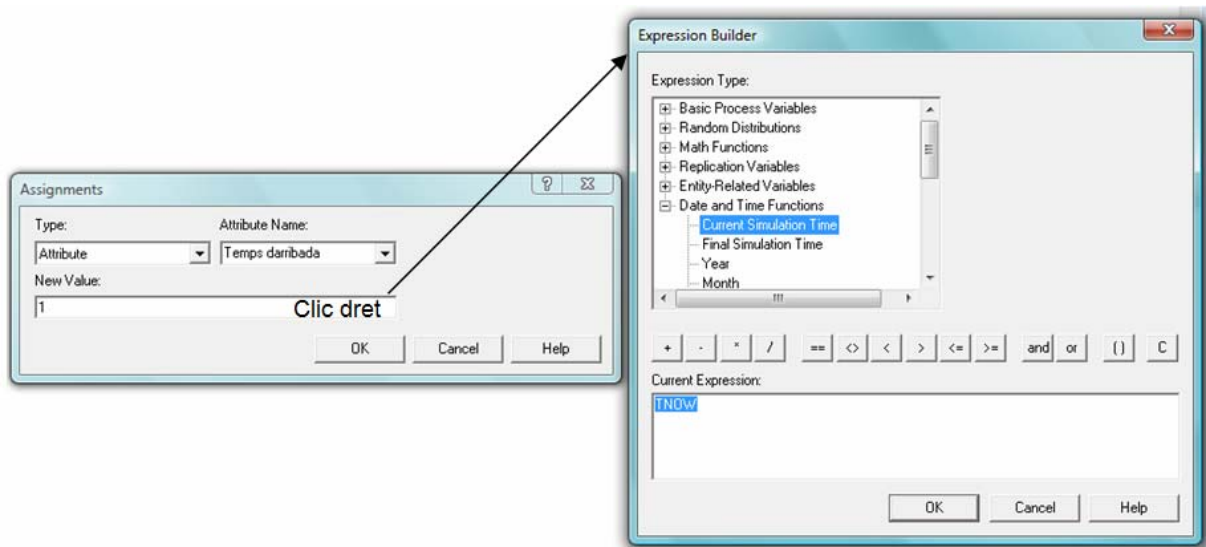 Assignments
Type:
Attribute Name:
Attribute
Temps darribada
New Value:
1
Clic dret
OK Cancel Help
Expression Builder
Expression Type:
Basic Process Variables
Random Distributions
Math Functions
Replication Variables
Entity-Related Variables
Date and Time Functions
Current Simulation Time
Final Simulation Time
Year
Month
+ - * / == <> < > <= >= and or ( ) C
Current Expression:
TNOW
OK Cancel Help